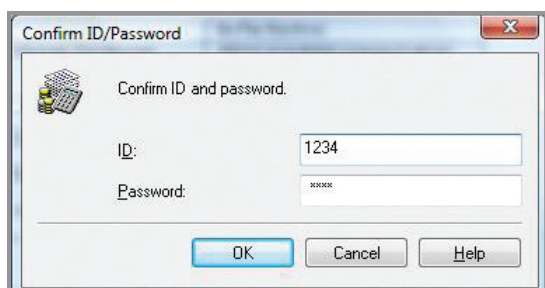 Confirm ID/Password
Confirm ID and password.
ID: 1234
Password: ****
OK Cancel Help